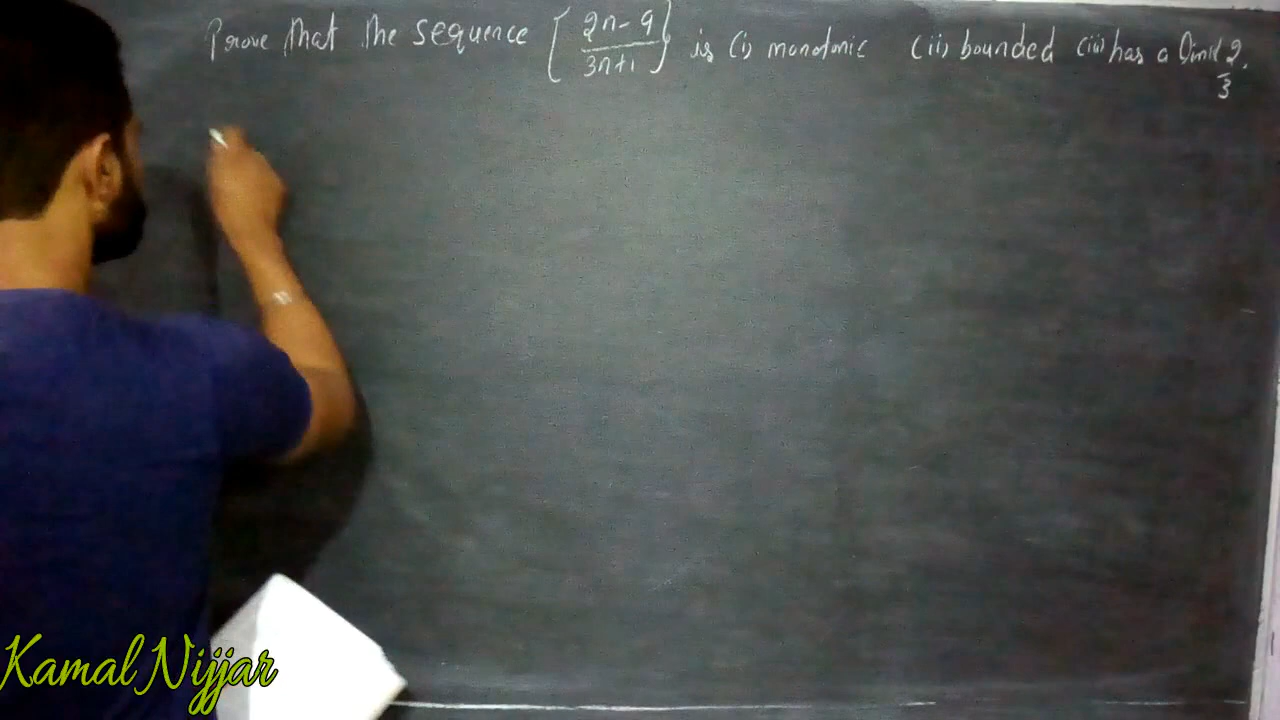 Prove that the sequence {2n-9/3n+1} is (i) monotonic (ii) bounded (iii) has a limit 2/3.
Kamal Nijjar